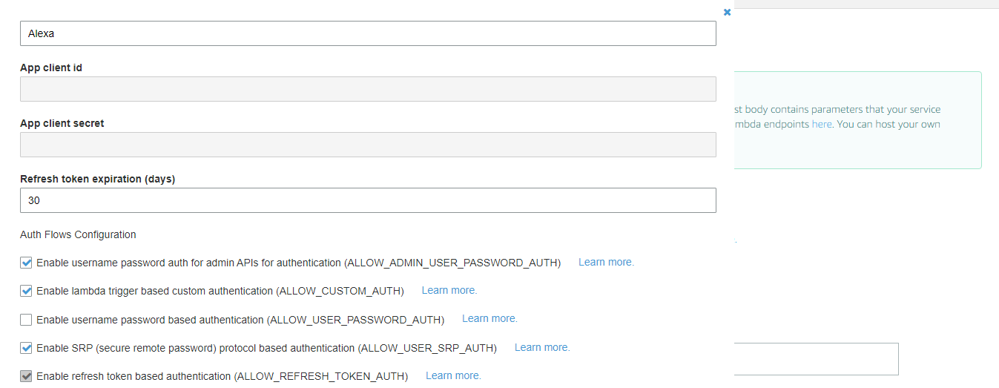 Alexa
App client id
App client secret
Refresh token expiration (days)
30
Auth Flows Configuration
Enable username password auth for admin APIs for authentication (ALLOW_ADMIN_USER_PASSWORD_AUTH) Learn more.
Enable lambda trigger based custom authentication (ALLOW_CUSTOM_AUTH) Learn more.
Enable username password based authentication (ALLOW_USER_PASSWORD_AUTH) Learn more.
Enable SRP (secure remote password) protocol based authentication (ALLOW_USER_SRP_AUTH) Learn more.
Enable refresh token based authentication (ALLOW_REFRESH_TOKEN_AUTH) Learn more.
st body contains parameters that your service
mbda endpoints here. You can host your own